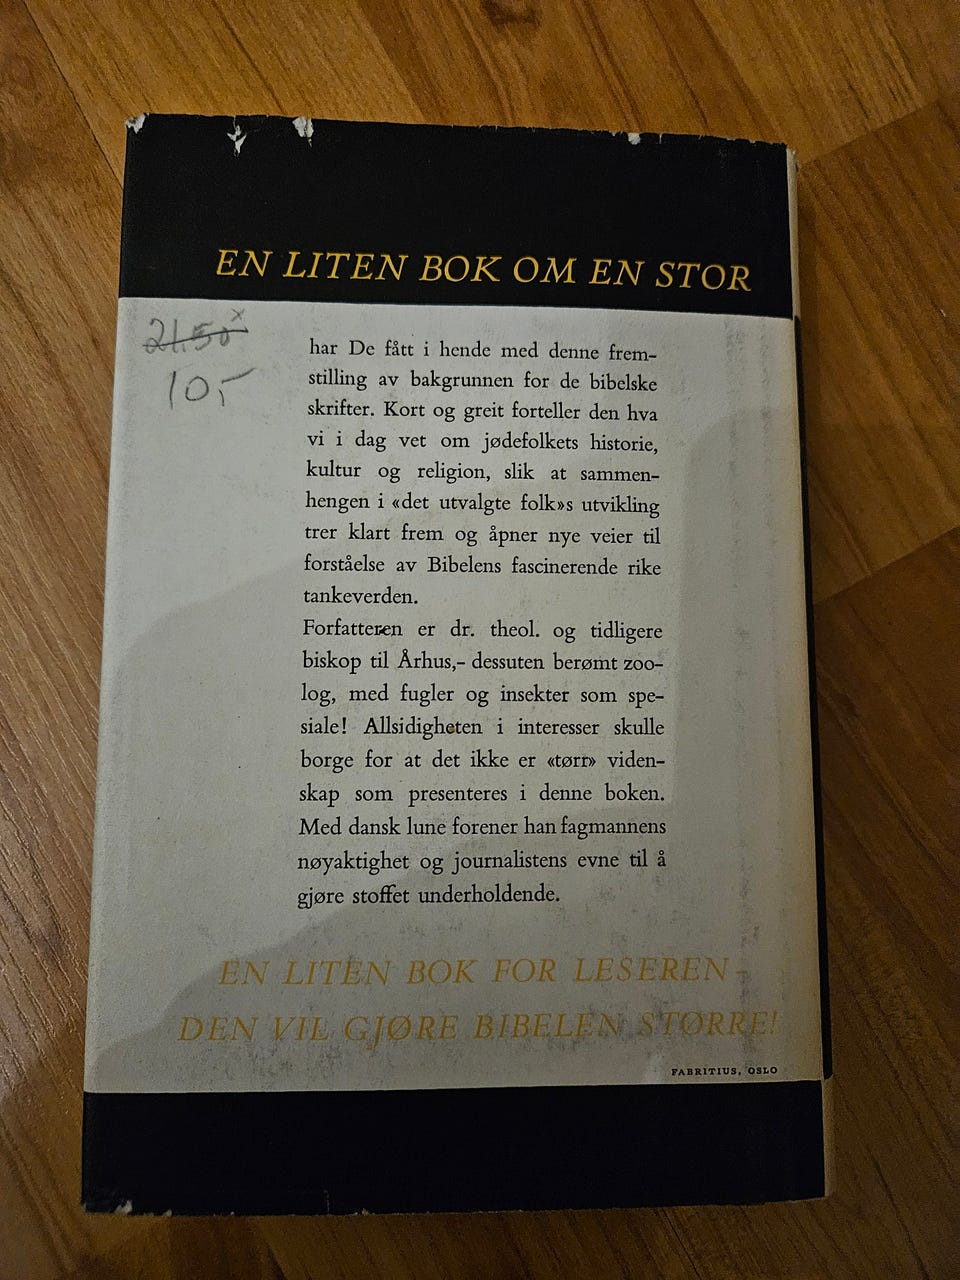 EN LITEN BOK OM EN STOR
21.50 x
10,-
har De fått i hende med denne frem-
stilling av bakgrunnen for de bibelske
skrifter. Kort og greit forteller den hva
vi i dag vet om jødefolkets historie,
kultur og religion, slik at sammen-
hengen i «det utvalgte folk»s utvikling
trer klart frem og åpner nye veier til
forståelse av Bibelens fascinerende rike
tankeverden.
Forfatteren er dr. theol. og tidligere
biskop til Århus,- dessuten berømt zoo-
log, med fugler og insekter som spe-
siale! Allsidigheten i interesser skulle
borge for at det ikke er «tørr» viden-
skap som presenteres i denne boken.
Med dansk lune forener han fagmannens
nøyaktighet og journalistens evne til å
gjøre stoffet underholdende.
EN LITEN BOK FOR LESEREN -
DEN VIL GJØRE BIBELEN STØRRE!
FABRITIUS, OSLO